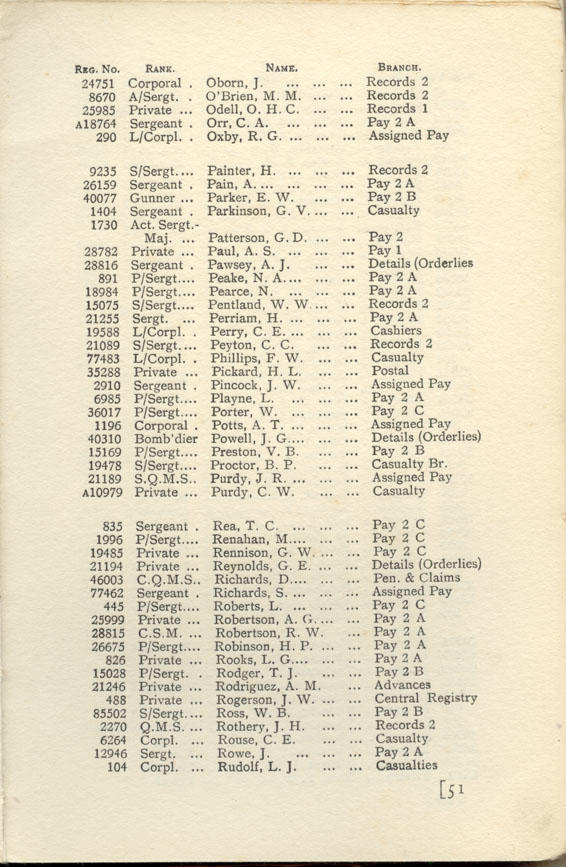 REG. No. RANK. NAME. BRANCH.
24751 Corporal . Oborn, J. ... ... ... Records 2
8670 A/Sergt. . O'Brien, M. M. ... ... Records 2
25985 Private ... Odell, O. H. C. ... ... Records 1
A18764 Sergeant . Orr, C. A. ... ... ... Pay 2 A
290 L/Corpl. . Oxby, R. G. ... ... ... Assigned Pay
9235 S/Sergt.... Painter, H. ... ... ... Records 2
26159 Sergeant . Pain, A. ... ... ... ... Pay 2 A
40077 Gunner ... Parker, E. W. ... ... Pay 2 B
1404 Sergeant . Parkinson, G. V. ... ... Casualty
1730 Act. Sergt.-
Maj. ... Patterson, G. D. ... ... Pay 2
28782 Private ... Paul, A. S. ... ... ... Pay 1
28816 Sergeant . Pawsey, A. J. ... ... Details (Orderlies
891 P/Sergt.... Peake, N. A.... ... ... Pay 2 A
18984 P/Sergt.... Pearce, N. ... ... ... Pay 2 A
15075 S/Sergt.... Pentland, W. W. ... ... Records 2
21255 Sergt. ... Perriam, H. ... ... ... Pay 2 A
19588 L/Corpl. . Perry, C. E. ... ... ... Cashiers
21089 S/Sergt.... Peyton, C. C. ... ... Records 2
77483 L/Corpl. . Phillips, F. W. ... ... Casualty
35288 Private ... Pickard, H. L. ... ... Postal
2910 Sergeant . Pincock, J. W. ... ... Assigned Pay
6985 P/Sergt.... Playne, L. ... ... ... Pay 2 A
36017 P/Sergt.... Porter, W. ... ... ... Pay 2 C
1196 Corporal . Potts, A. T. ... ... ... Assigned Pay
40310 Bomb'dier Powell, J. G.... ... ... Details (Orderlies)
15169 P/Sergt.... Preston, V. B. ... ... Pay 2 B
19478 S/Sergt.... Proctor, B. P. ... ... Casualty Br.
21189 S.Q.M.S.. Purdy, J. R. ... ... ... Assigned Pay
A10979 Private ... Purdy, C. W. ... ... Casualty
835 Sergeant . Rea, T. C. ... ... ... Pay 2 C
1996 P/Sergt.... Renahan, M.... ... ... Pay 2 C
19485 Private ... Rennison, G. W. ... ... Pay 2 C
21194 Private ... Reynolds, G. E. ... ... Details (Orderlies)
46003 C.Q.M.S.. Richards, D.... ... ... Pen. & Claims
77462 Sergeant . Richards, S. ... ... ... Assigned Pay
445 P/Sergt.... Roberts, L. ... ... ... Pay 2 C
25999 Private ... Robertson, A. G. ... ... Pay 2 A
28815 C.S.M. ... Robertson, R. W. ... Pay 2 A
26675 P/Sergt.... Robinson, H. P. ... ... Pay 2 A
826 Private ... Rooks, L. G.... ... ... Pay 2 A
15028 P/Sergt. . Rodger, T. J. ... ... Pay 2 B
21246 Private ... Rodriguez, A. M. ... Advances
488 Private ... Rogerson, J. W. ... ... Central Registry
85502 S/Sergt.... Ross, W. B. ... ... Pay 2 B
2270 Q.M.S. ... Rothery, J. H. ... ... Records 2
6264 Corpl. ... Rouse, C. E. ... ... Casualty
12946 Sergt. ... Rowe, J. ... ... ... Pay 2 A
104 Corpl. ... Rudolf, L. J. ... ... Casualties
[51